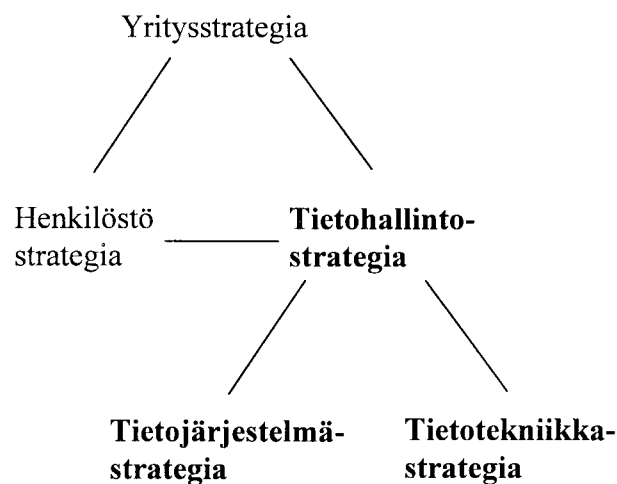 Yritysstrategia
Henkilöstö
strategia
Tietohallinto-
strategia
Tietojärjestelmä-
strategia
Tietotekniikka-
strategia